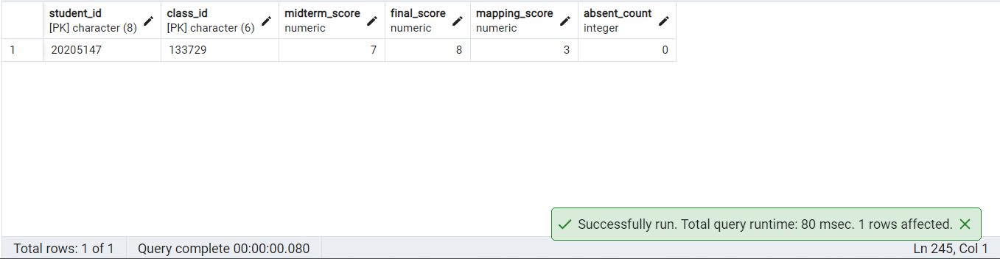 student_id class_id midterm_score final_score mapping_score absent_count
[PK] character (8) [PK] character (6) numeric numeric numeric integer
1 20205147 133729 7 8 3 0
Successfully run. Total query runtime: 80 msec. 1 rows affected.
Total rows: 1 of 1 Query complete 00:00:00.080 Ln 245, Col 1